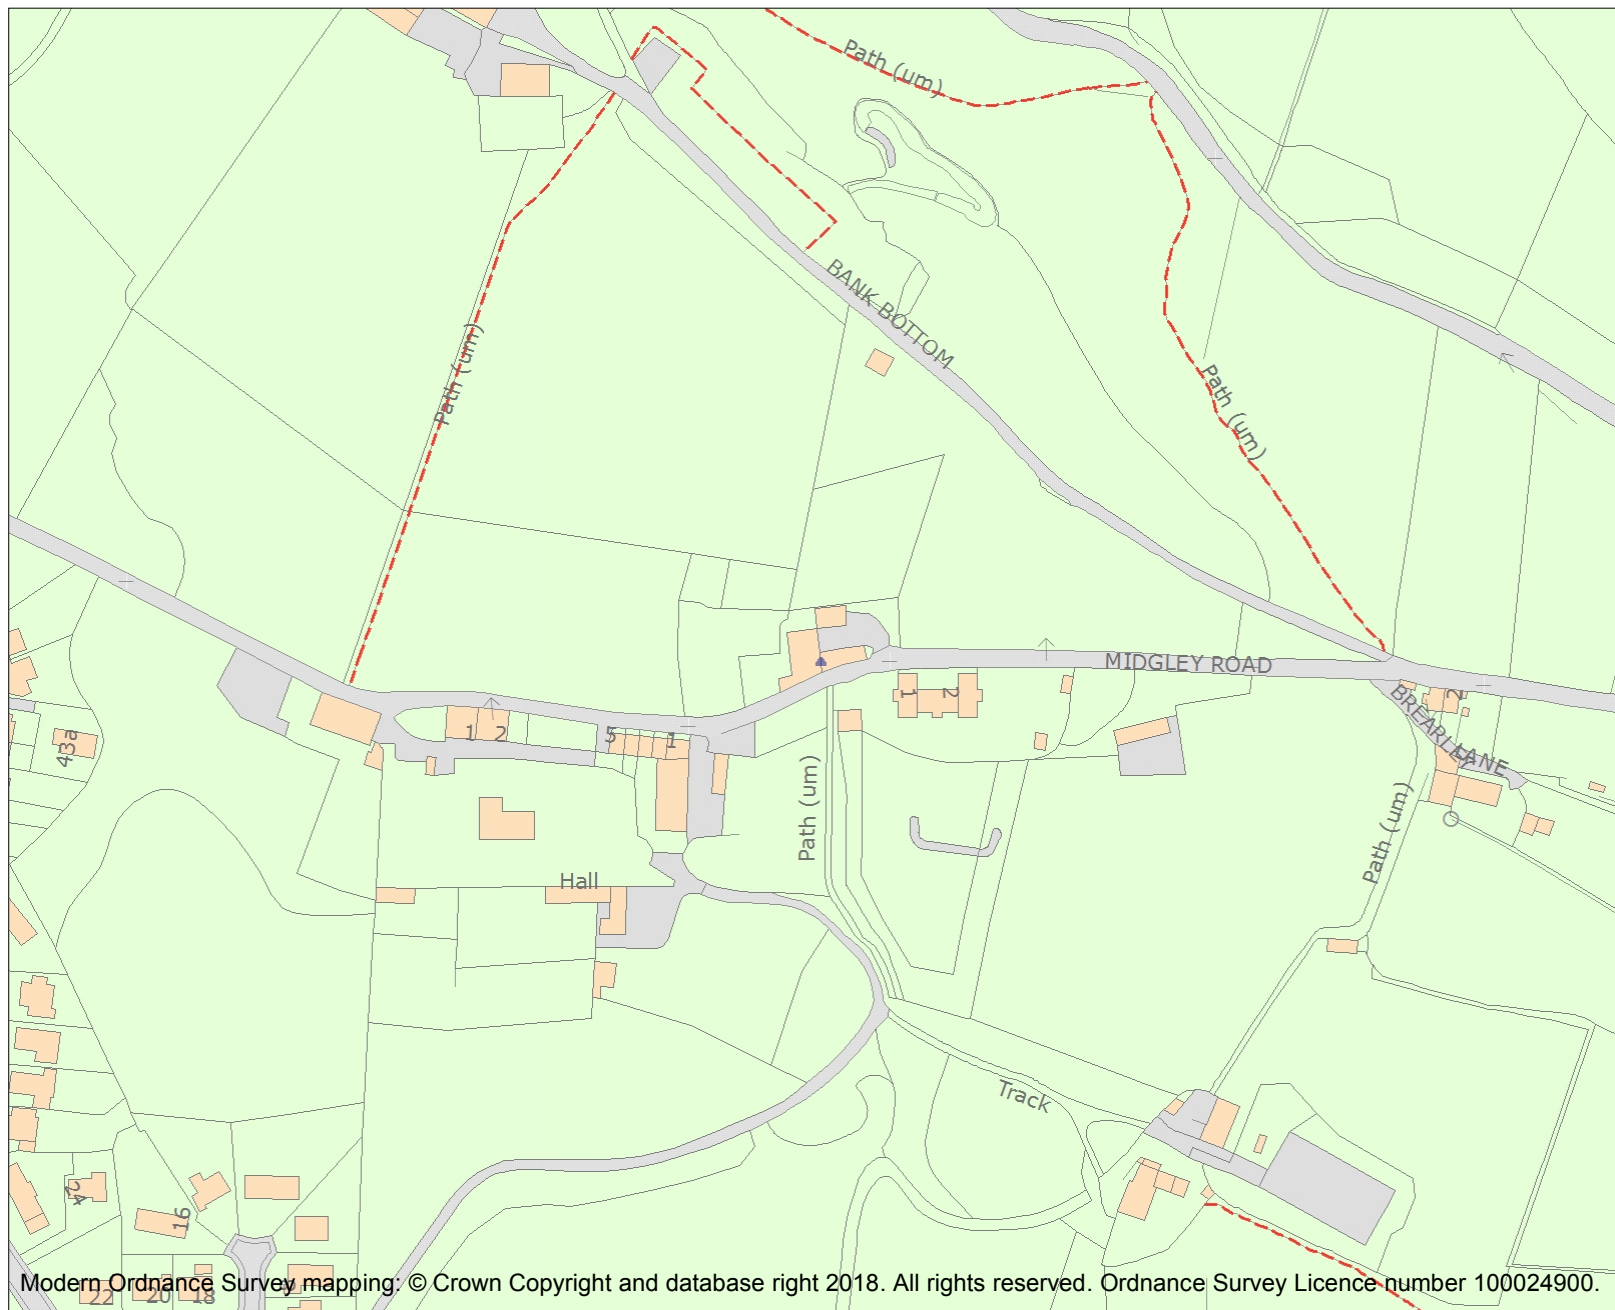 Path (um)
BANK BOTTOM
Path (um)
Path (um)
MIDGLEY ROAD
1
2
2
BREARLEY LANE
1 2
5
1
43a
Path (um)
Path (um)
Hall
Track
24
16
22
20
18
Modern Ordnance Survey mapping: © Crown Copyright and database right 2018. All rights reserved. Ordnance Survey Licence number 100024900.